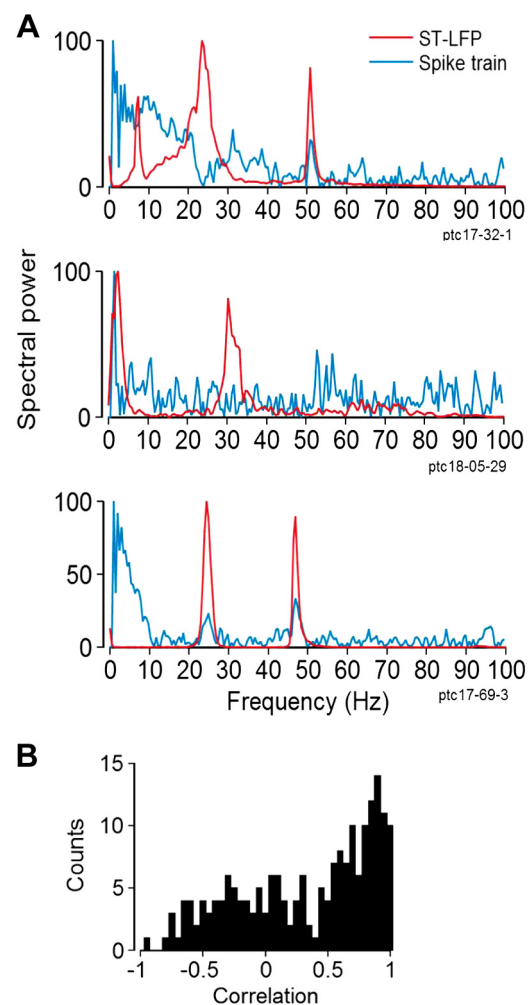 A
ST-LFP
Spike train
100
0
0 10 20 30 40 50 60 70 80 90 100
ptc17-32-1
Spectral power
100
0
0 10 20 30 40 50 60 70 80 90 100
ptc18-05-29
100
50
0
0 10 20 30 40 50 60 70 80 90 100
Frequency (Hz)
ptc17-69-3
B
15
10
5
0
Counts
-1 -0.5 0 0.5 1
Correlation